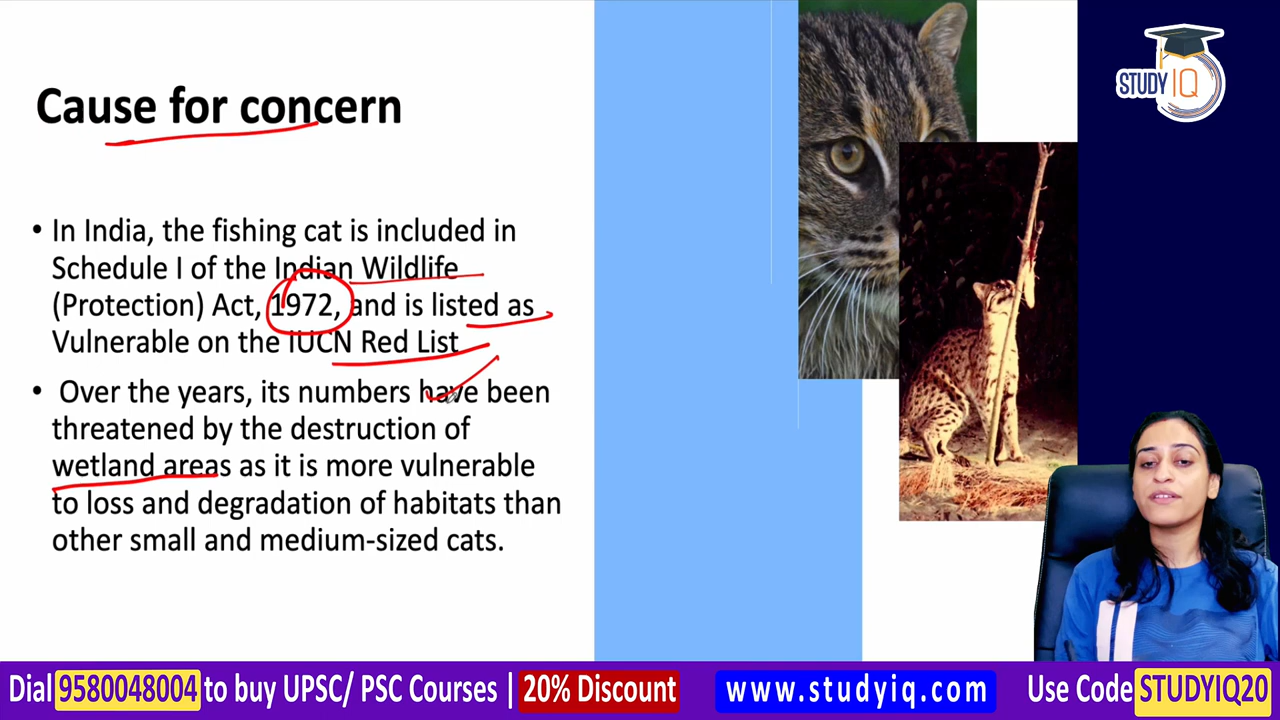 STUDY IQ
Cause for concern
• In India, the fishing cat is included in
Schedule I of the Indian Wildlife
(Protection) Act, 1972, and is listed as
Vulnerable on the IUCN Red List
• Over the years, its numbers have been
threatened by the destruction of
wetland areas as it is more vulnerable
to loss and degradation of habitats than
other small and medium-sized cats.
Dial 9580048004 to buy UPSC/ PSC Courses | 20% Discount www.studyiq.com Use Code STUDYIQ20